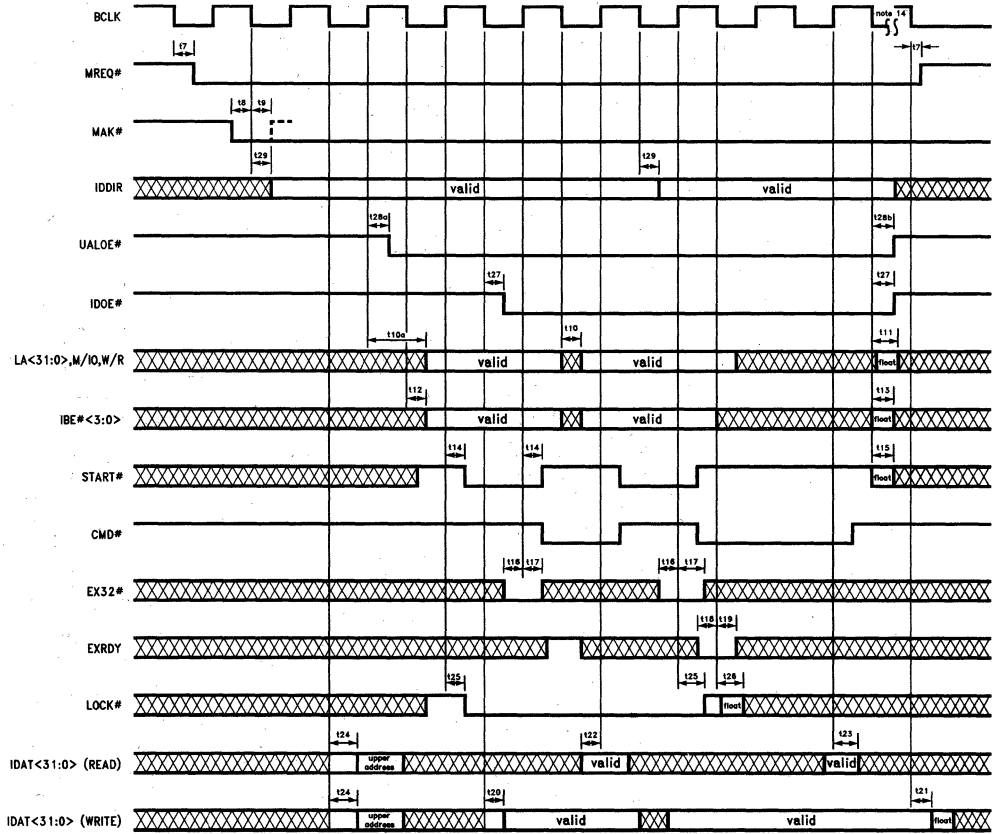 BCLK
note 14
t7
t7
MREQ#
t8 t9
MAK#
t29 t29
IDDIR valid valid
t28a t28b
UALOE#
t27 t27
IDOE#
t10a t10 t11
LA<31:0>,M/IO,W/R valid valid float
t12 t13
IBE#<3:0> valid valid float
t14 t14 t15
START# float
CMD#
t16 t17 t16 t17
EX32#
t18 t19
EXRDY
t25 t25 t26
LOCK# float
t24 t22 t23
IDAT<31:0> (READ) upper address valid valid
t24 t20 t21
IDAT<31:0> (WRITE) upper address valid valid float